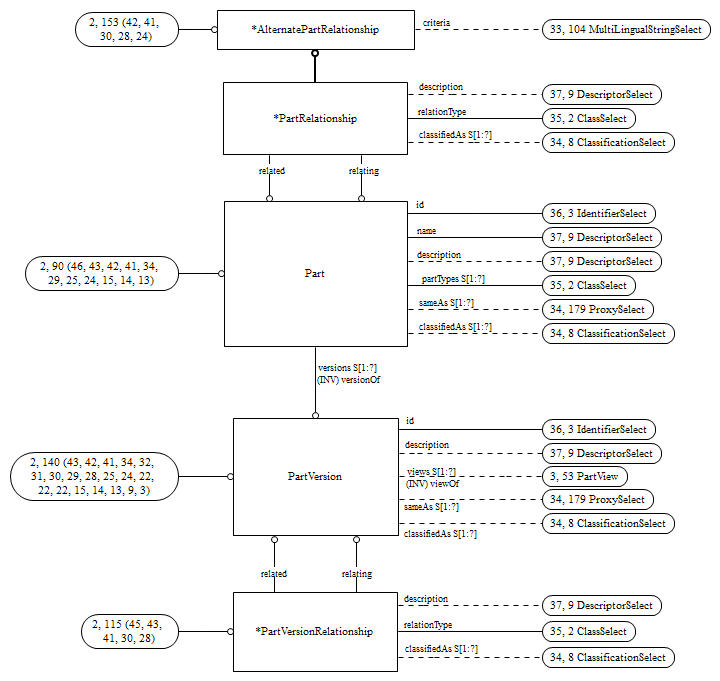 2, 153 (42, 41,
30, 28, 24)
*AlternatePartRelationship
criteria
33, 104 MultiLingualStringSelect
*PartRelationship
description
37, 9 DescriptorSelect
relationType
35, 2 ClassSelect
classifiedAs S[1:?]
34, 8 ClassificationSelect
related
relating
2, 90 (46, 43, 42, 41, 34,
29, 25, 24, 15, 14, 13)
Part
id
36, 3 IdentifierSelect
name
37, 9 DescriptorSelect
description
37, 9 DescriptorSelect
partTypes S[1:?]
35, 2 ClassSelect
sameAs S[1:?]
34, 179 ProxySelect
classifiedAs S[1:?]
34, 8 ClassificationSelect
versions S[1:?]
(INV) versionOf
2, 140 (43, 42, 41, 34, 32,
31, 30, 29, 28, 25, 24, 22,
22, 22, 15, 14, 13, 9, 3)
PartVersion
id
36, 3 IdentifierSelect
description
37, 9 DescriptorSelect
views S[1:?]
(INV) viewOf
3, 53 PartView
sameAs S[1:?]
34, 179 ProxySelect
classifiedAs S[1:?]
34, 8 ClassificationSelect
related
relating
2, 115 (45, 43,
41, 30, 28)
*PartVersionRelationship
description
37, 9 DescriptorSelect
relationType
35, 2 ClassSelect
classifiedAs S[1:?]
34, 8 ClassificationSelect